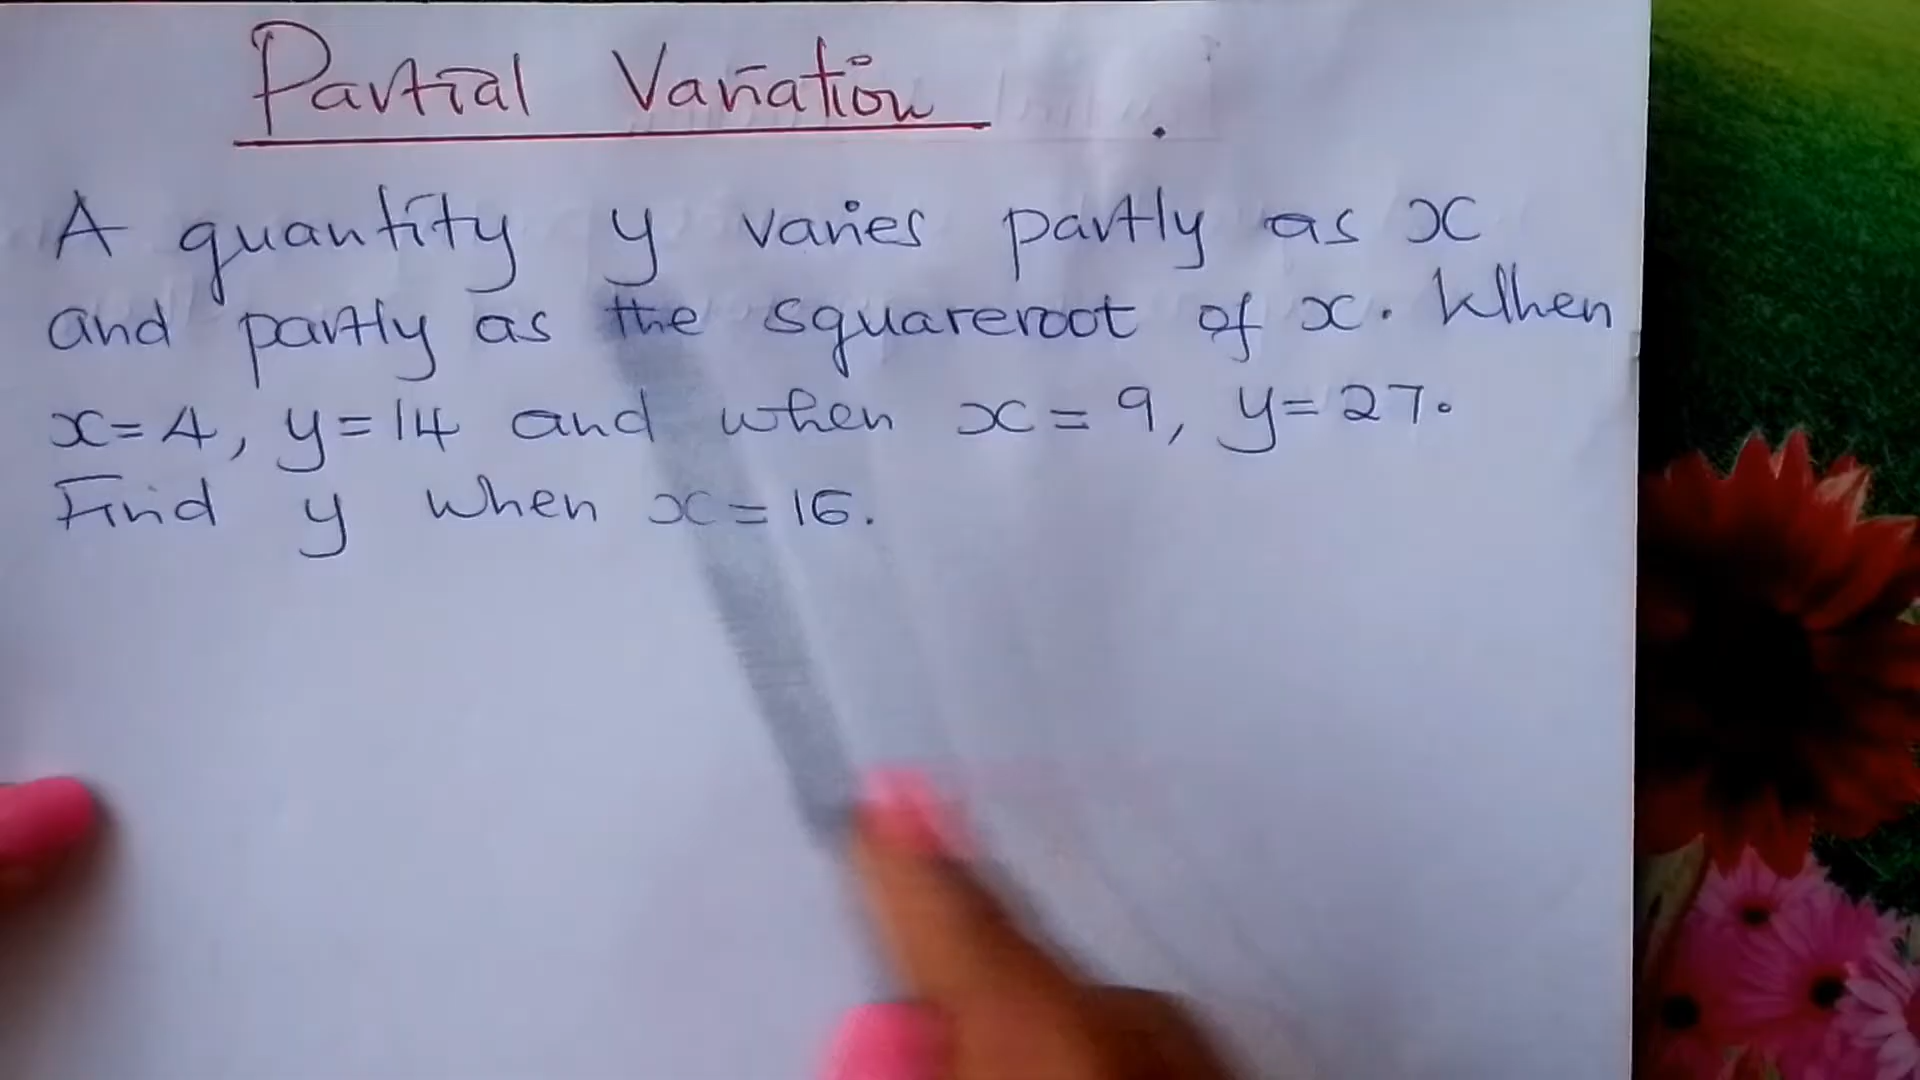 Partial Variation
A quantity y varies partly as x
and partly as the squareroot of x. When
x=4, y=14 and when x=9, y=27.
Find y when x=16.